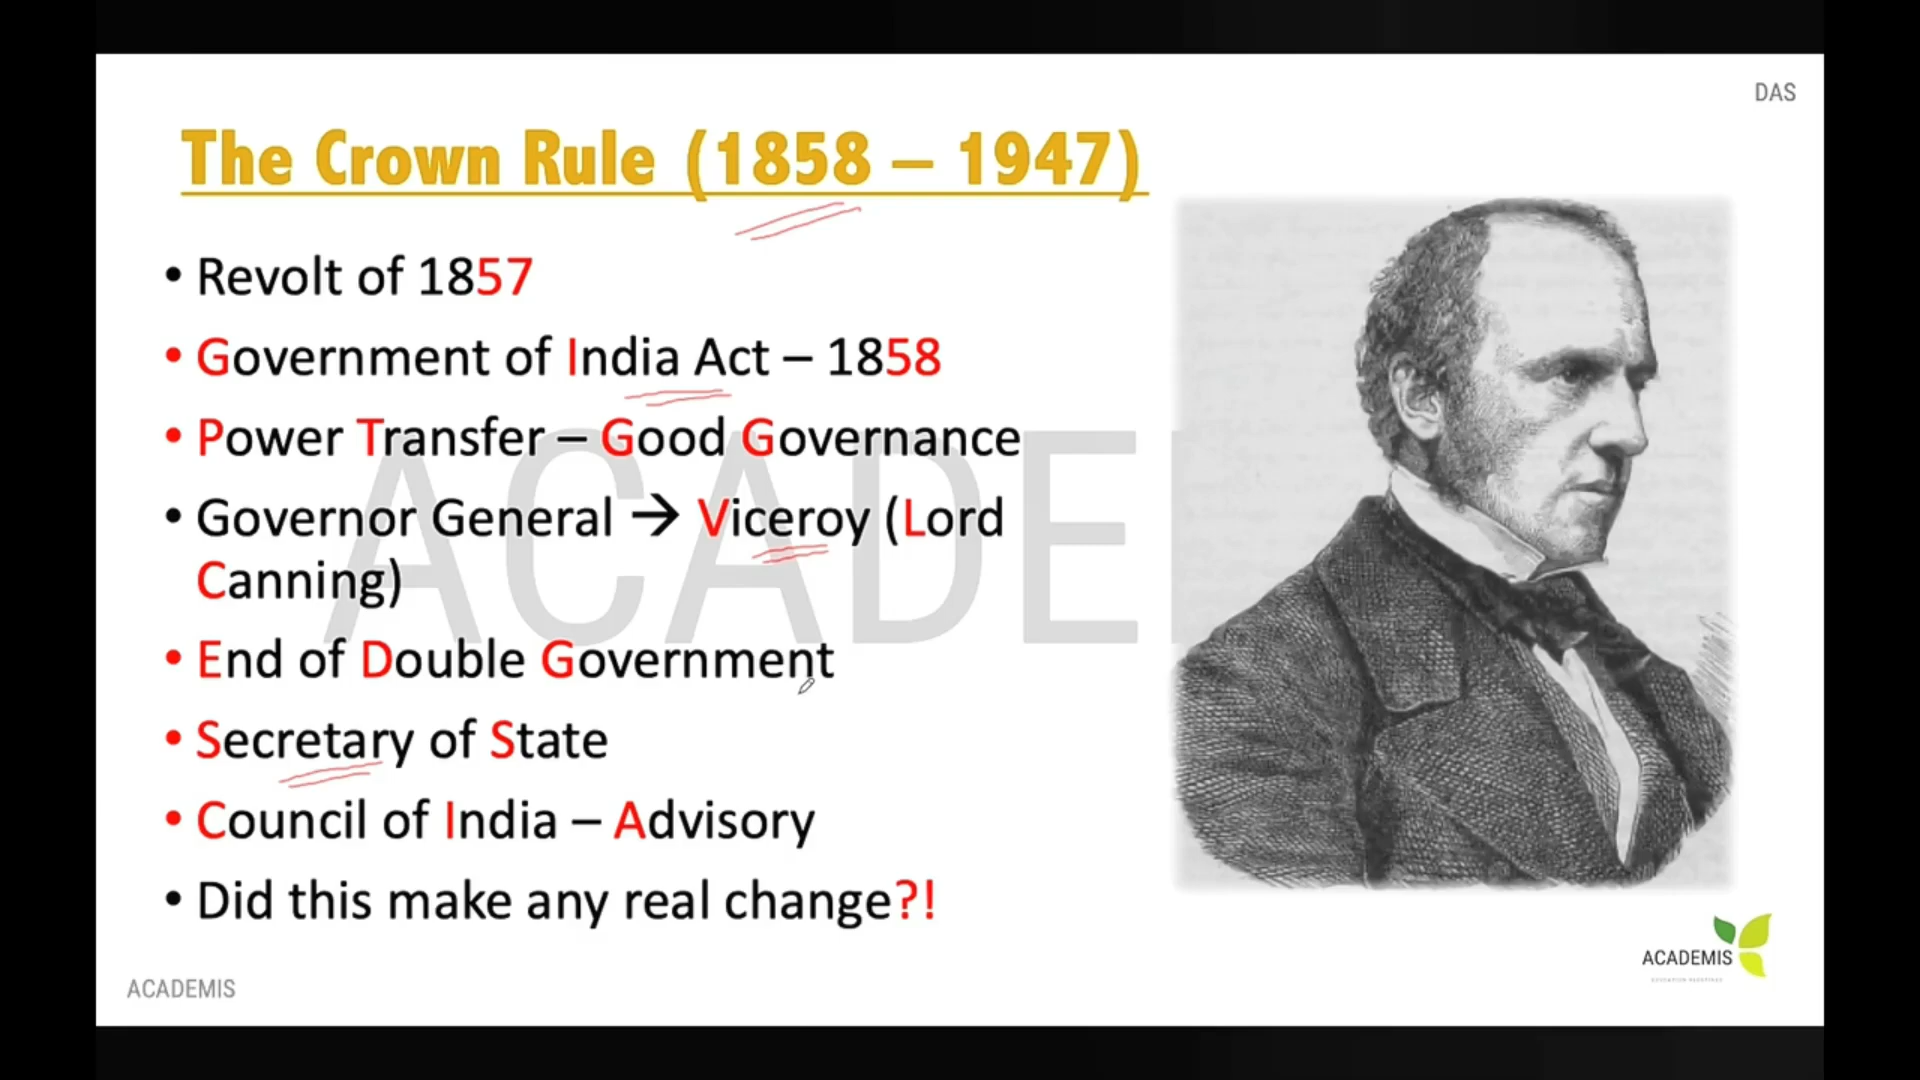 DAS
The Crown Rule (1858 – 1947)
• Revolt of 1857
• Government of India Act – 1858
• Power Transfer – Good Governance
• Governor General → Viceroy (Lord
Canning)
• End of Double Government
• Secretary of State
• Council of India – Advisory
• Did this make any real change?!
ACADE
ACADEMIS
ACADEMIS